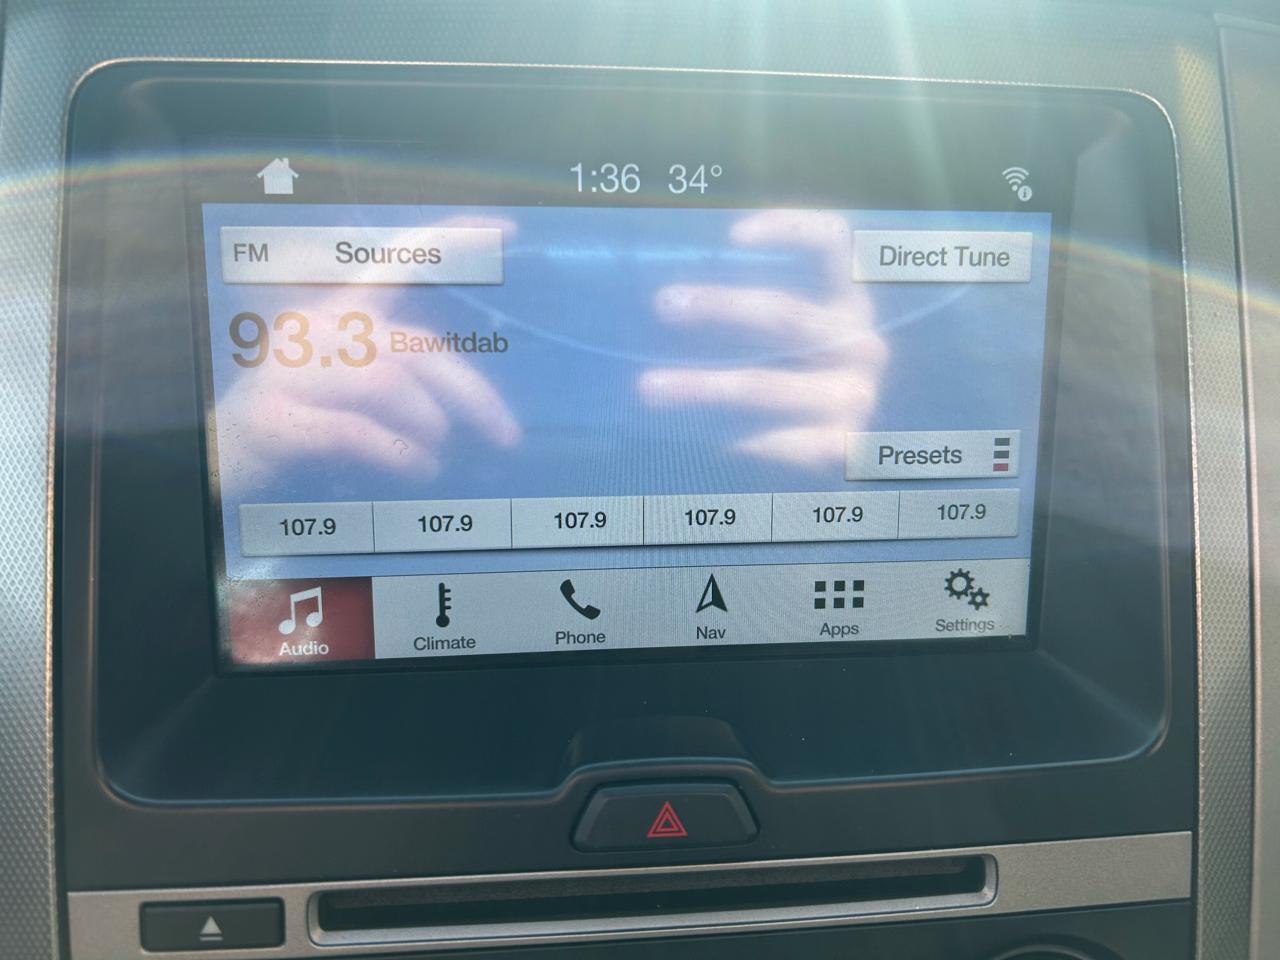 1:36 34°
FM Sources
Direct Tune
93.3 Bawitdab
Presets
107.9 107.9 107.9 107.9 107.9 107.9
Audio Climate Phone Nav Apps Settings